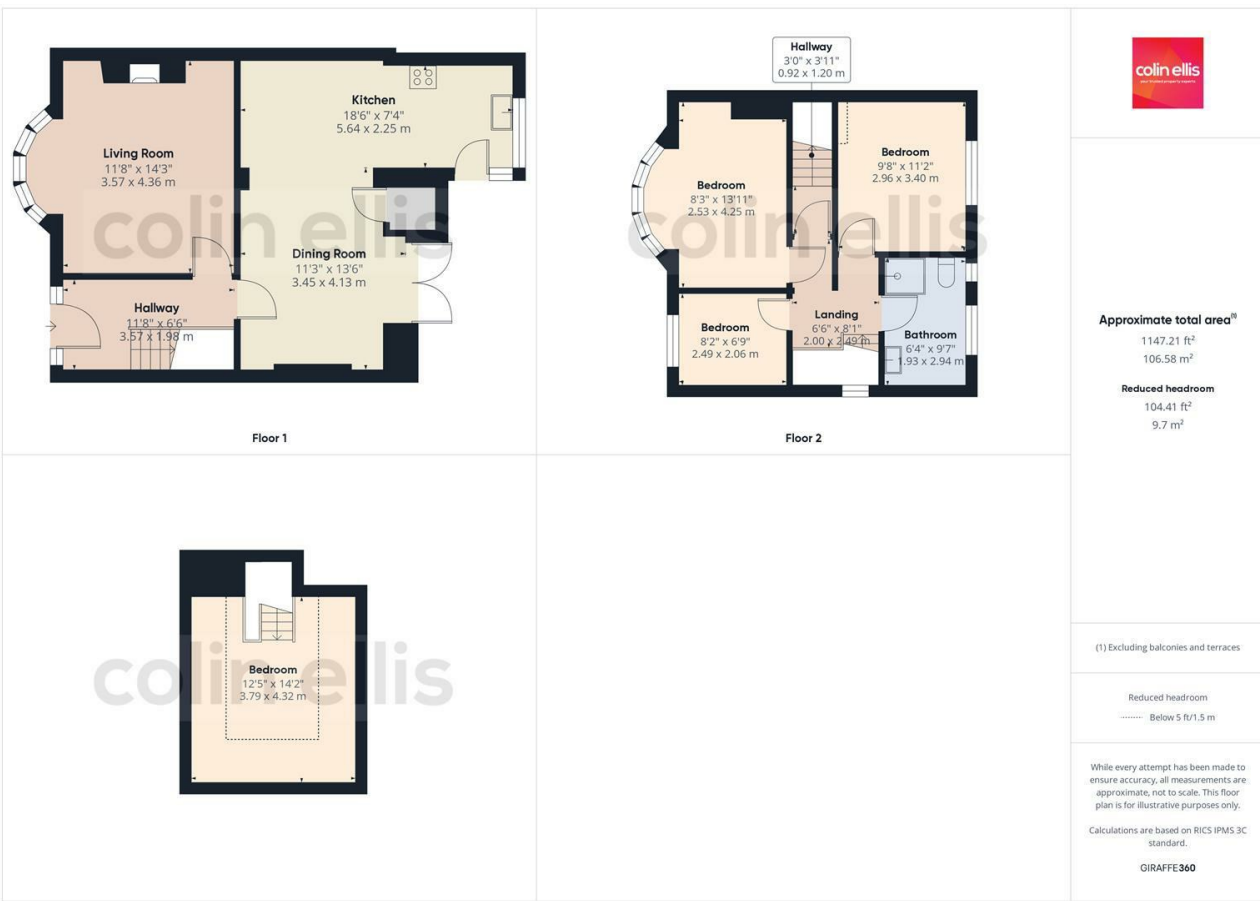 Living Room
11'8" x 14'3"
3.57 x 4.36 m
Kitchen
18'6" x 7'4"
5.64 x 2.25 m
Dining Room
11'3" x 13'6"
3.45 x 4.13 m
Hallway
11'8" x 6'6"
3.57 x 1.98 m
colin ellis
Floor 1
Hallway
3'0" x 3'11"
0.92 x 1.20 m
Bedroom
8'3" x 13'11"
2.53 x 4.25 m
Bedroom
9'8" x 11'2"
2.96 x 3.40 m
Bedroom
8'2" x 6'9"
2.49 x 2.06 m
Landing
6'6" x 8'1"
2.00 x 2.49 m
Bathroom
6'4" x 9'7"
1.93 x 2.94 m
colin ellis
Floor 2
Bedroom
12'5" x 14'2"
3.79 x 4.32 m
colin ellis
colin ellis
your trusted property experts
Approximate total area(1)
1147.21 ft²
106.58 m²
Reduced headroom
104.41 ft²
9.7 m²
(1) Excluding balconies and terraces
Reduced headroom
Below 5 ft/1.5 m
While every attempt has been made to
ensure accuracy, all measurements are
approximate, not to scale. This floor
plan is for illustrative purposes only.
Calculations are based on RICS IPMS 3C
standard.
GIRAFFE360